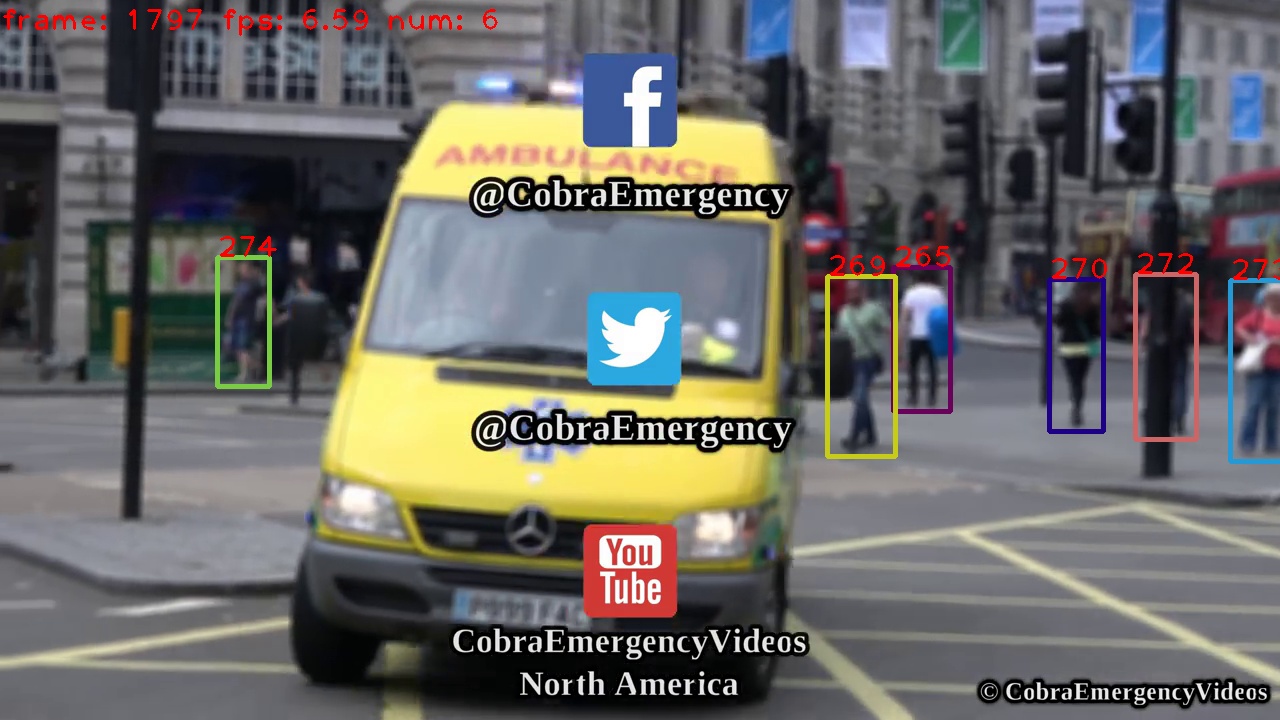 frame: 1797 fps: 6.59 num: 6
AMBULANCE
@CobraEmergency
274
269
265
270
272
@CobraEmergency
You
Tube
CobraEmergencyVideos
North America
© CobraEmergencyVideos